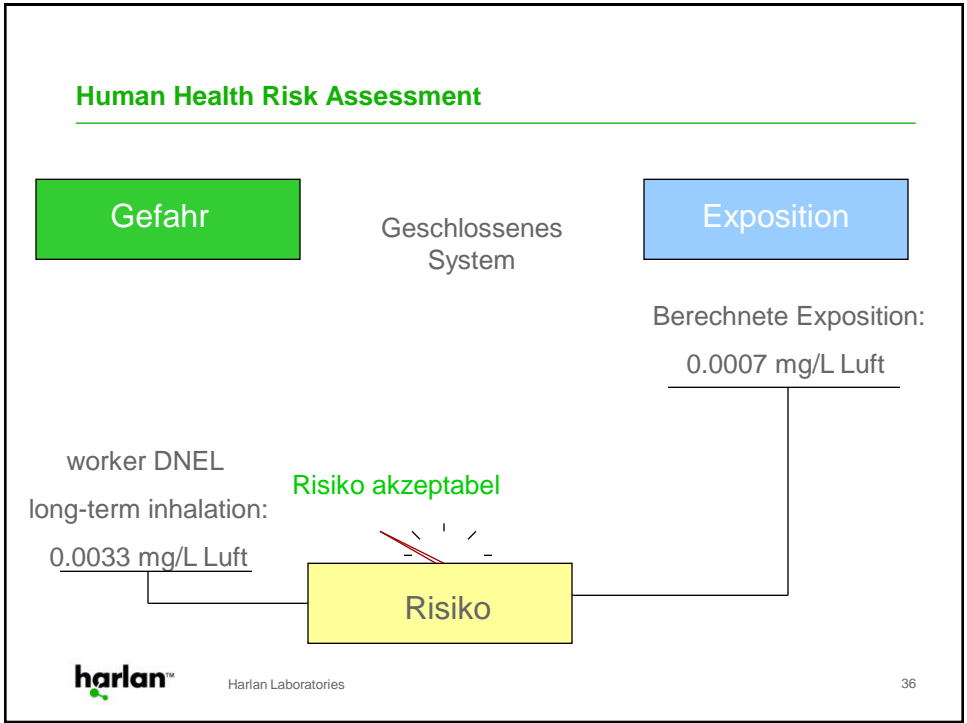 Human Health Risk Assessment
Gefahr
Geschlossenes
System
Exposition
Berechnete Exposition:
0.0007 mg/L Luft
worker DNEL
long-term inhalation:
0.0033 mg/L Luft
Risiko akzeptabel
Risiko
harlan™
Harlan Laboratories
36